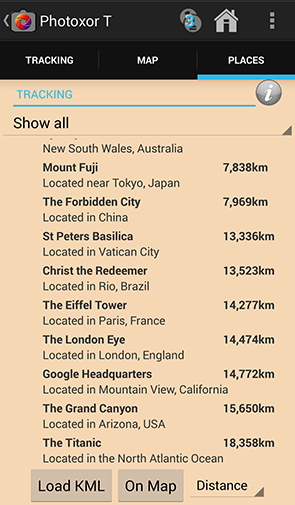 Photoxor T
3
TRACKING
MAP
PLACES
TRACKING
i
Show all
New South Wales, Australia
Mount Fuji 7,838km
Located near Tokyo, Japan
The Forbidden City 7,969km
Located in China
St Peters Basilica 13,336km
Located in Vatican City
Christ the Redeemer 13,523km
Located in Rio, Brazil
The Eiffel Tower 14,277km
Located in Paris, France
The London Eye 14,474km
Located in London, England
Google Headquarters 14,772km
Located in Mountain View, California
The Grand Canyon 15,650km
Located in Arizona, USA
The Titanic 18,358km
Located in the North Atlantic Ocean
Load KML
On Map
Distance